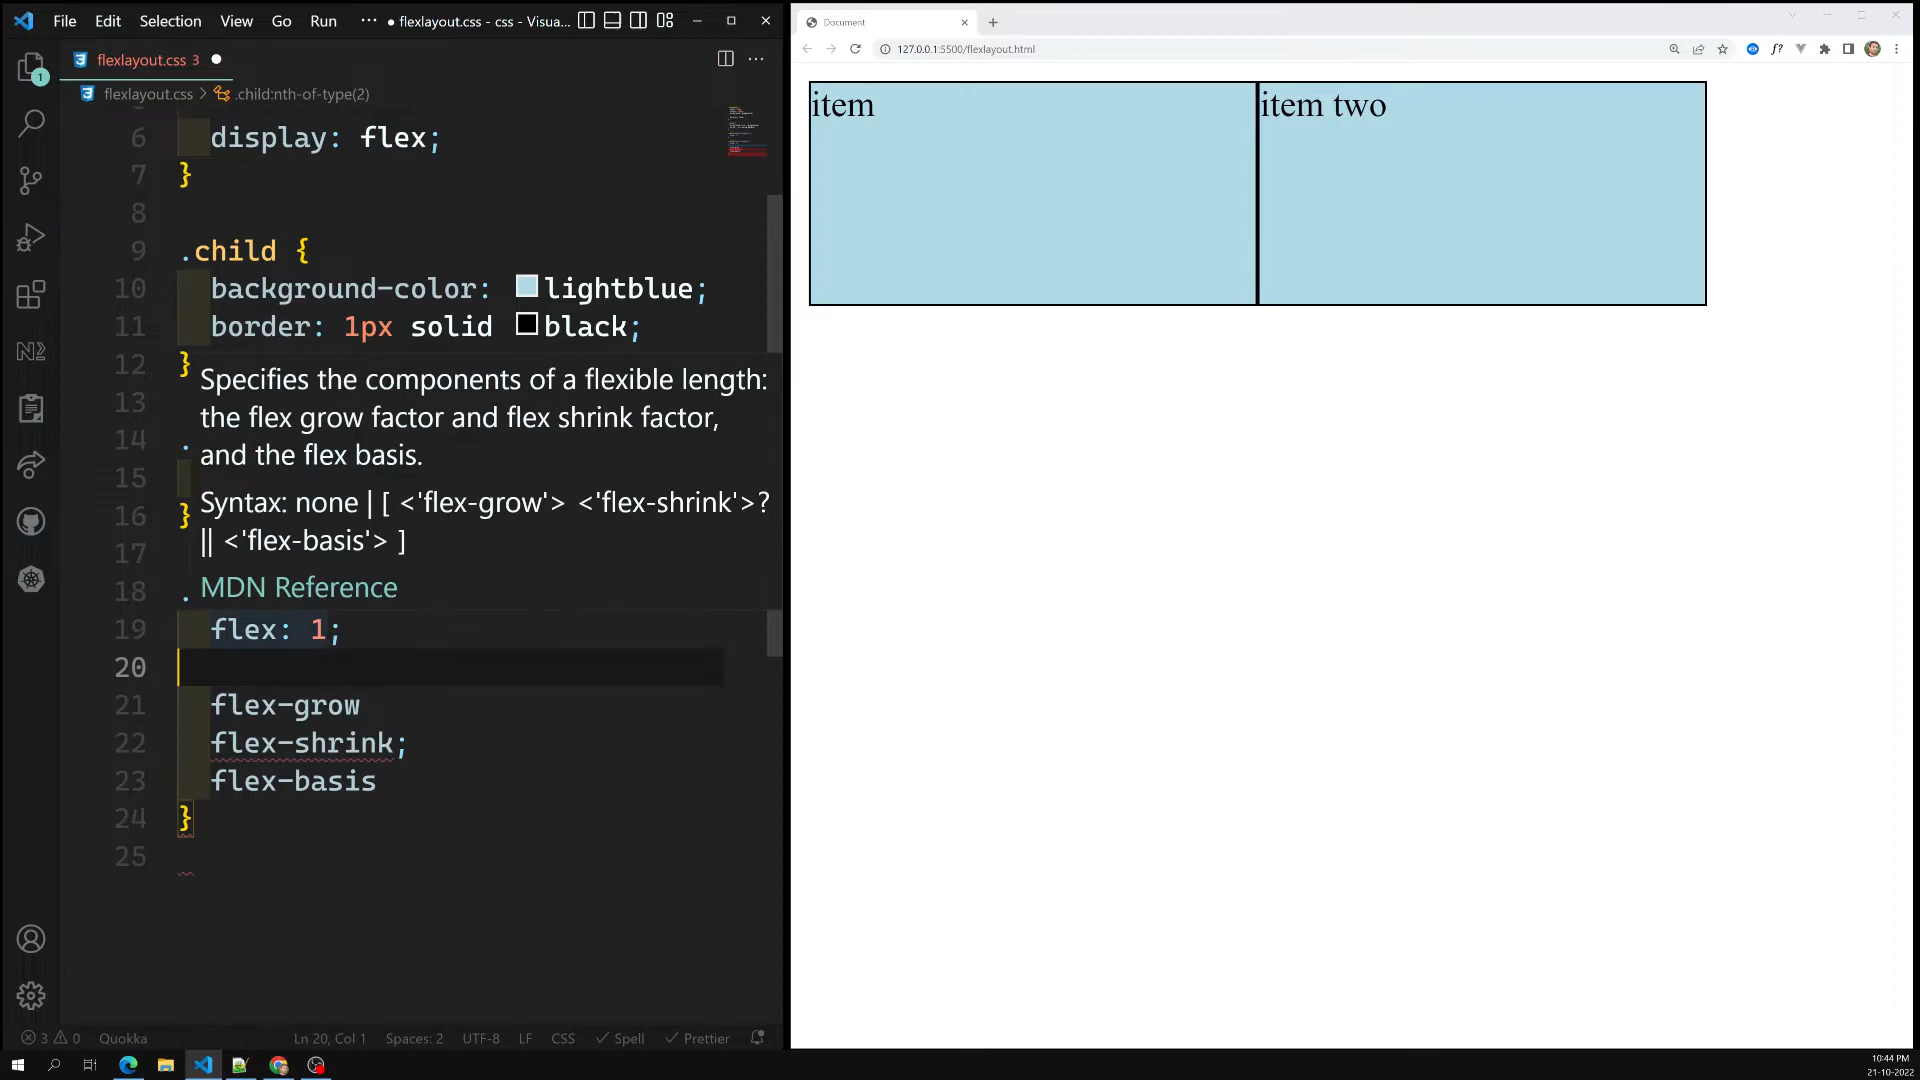 File Edit Selection View Go Run ··· ● flexlayout.css - css - Visua...
flexlayout.css 3 ●
flexlayout.css > .child:nth-of-type(2)
6 display: flex;
7 }
8
9 .child {
10 background-color: lightblue;
11 border: 1px solid black;
12 }
13
14 .
15
16 }
17
18 .
Specifies the components of a flexible length:
the flex grow factor and flex shrink factor,
and the flex basis.
Syntax: none | [ <'flex-grow'> <'flex-shrink'>?
|| <'flex-basis'> ]
MDN Reference
19 flex: 1;
20
21 flex-grow
22 flex-shrink;
23 flex-basis
24 }
25
1
3 0 Quokka Ln 20, Col 1 Spaces: 2 UTF-8 LF CSS Spell Prettier
Document
127.0.0.1:5500/flexlayout.html
f?
item
item two
10:44 PM
21-10-2022